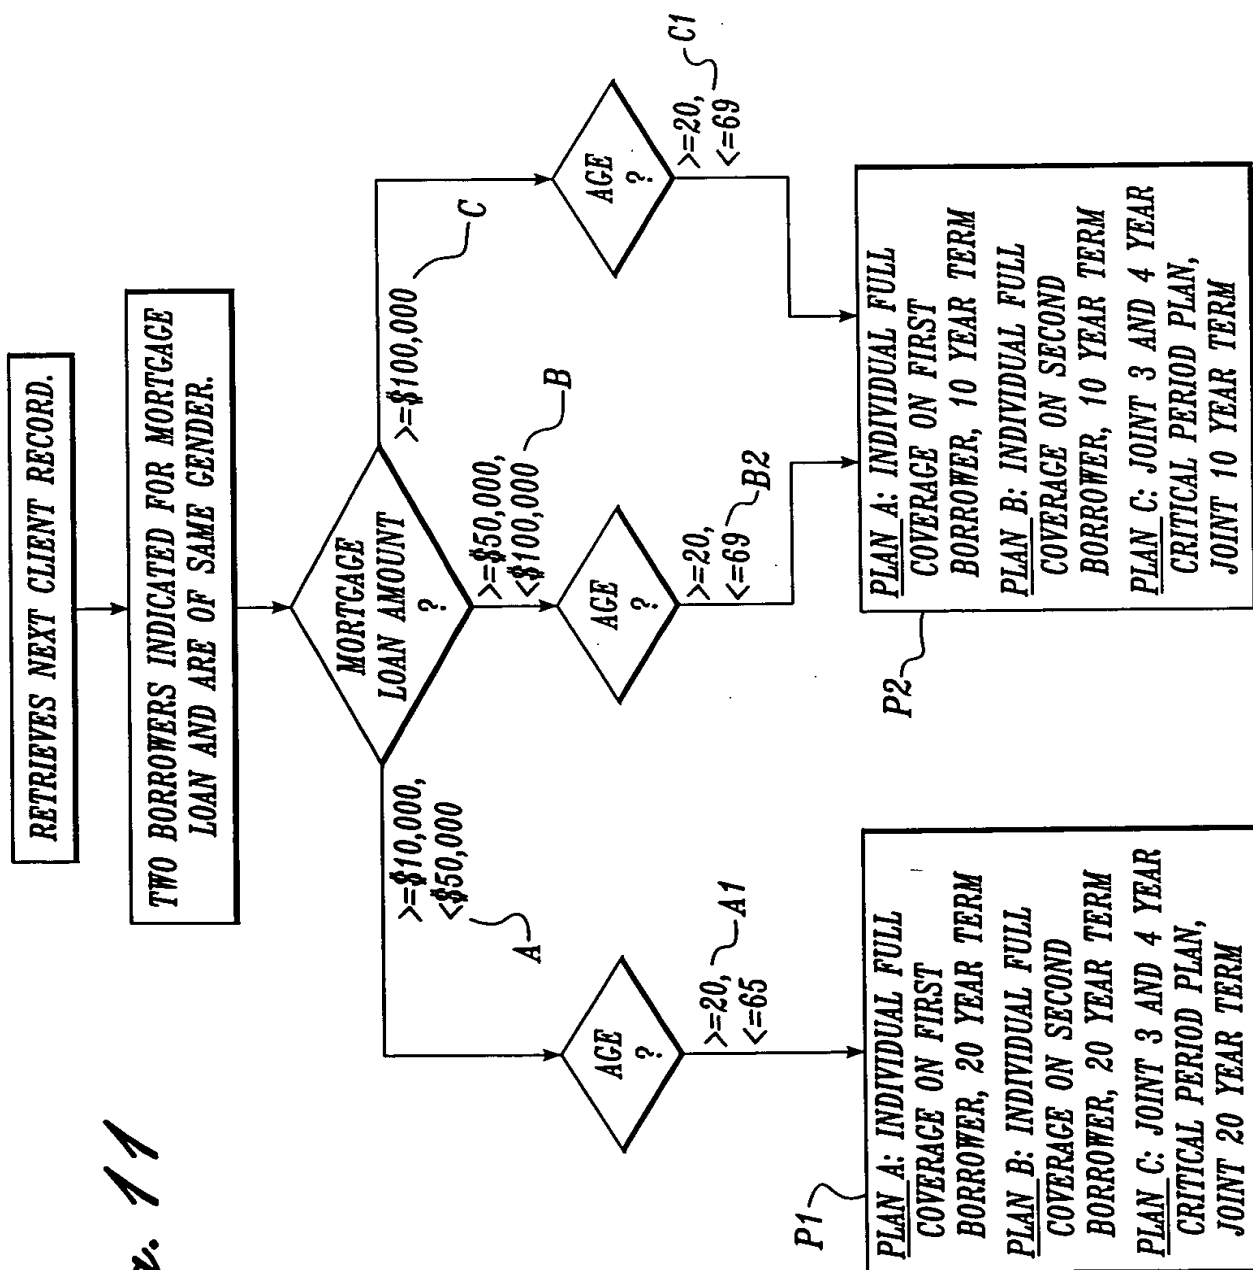 RETRIEVES NEXT CLIENT RECORD.
TWO BORROWERS INDICATED FOR MORTGAGE
LOAN AND ARE OF SAME GENDER.
MORTGAGE
LOAN AMOUNT
?
>=$10,000,
<$50,000
A
>=$50,000,
<$100,000
B
>=$100,000
C
AGE
?
>=20,
<=65
A1
AGE
?
>=20,
<=69
B2
AGE
?
>=20,
<=69
C1
P1
PLAN A: INDIVIDUAL FULL
COVERAGE ON FIRST
BORROWER, 20 YEAR TERM
PLAN B: INDIVIDUAL FULL
COVERAGE ON SECOND
BORROWER, 20 YEAR TERM
PLAN C: JOINT 3 AND 4 YEAR
CRITICAL PERIOD PLAN,
JOINT 20 YEAR TERM
P2
PLAN A: INDIVIDUAL FULL
COVERAGE ON FIRST
BORROWER, 10 YEAR TERM
PLAN B: INDIVIDUAL FULL
COVERAGE ON SECOND
BORROWER, 10 YEAR TERM
PLAN C: JOINT 3 AND 4 YEAR
CRITICAL PERIOD PLAN,
JOINT 10 YEAR TERM
11